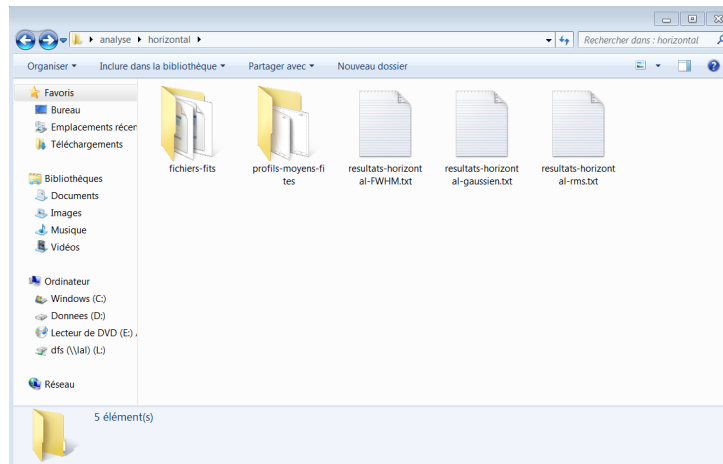 analyse
horizontal
Rechercher dans : horizontal
Organiser
Inclure dans la bibliothèque
Partager avec
Nouveau dossier
Favoris
Bureau
Emplacements récen
Téléchargements
Bibliothèques
Documents
Images
Musique
Vidéos
Ordinateur
Windows (C:)
Donnees (D:)
Lecteur de DVD (E:)
dfs (\\lal) (L:)
Réseau
fichiers-fits
profils-moyens-fi
tes
resultats-horizont
al-FWHM.txt
resultats-horizont
al-gaussien.txt
resultats-horizont
al-rms.txt
5 élément(s)